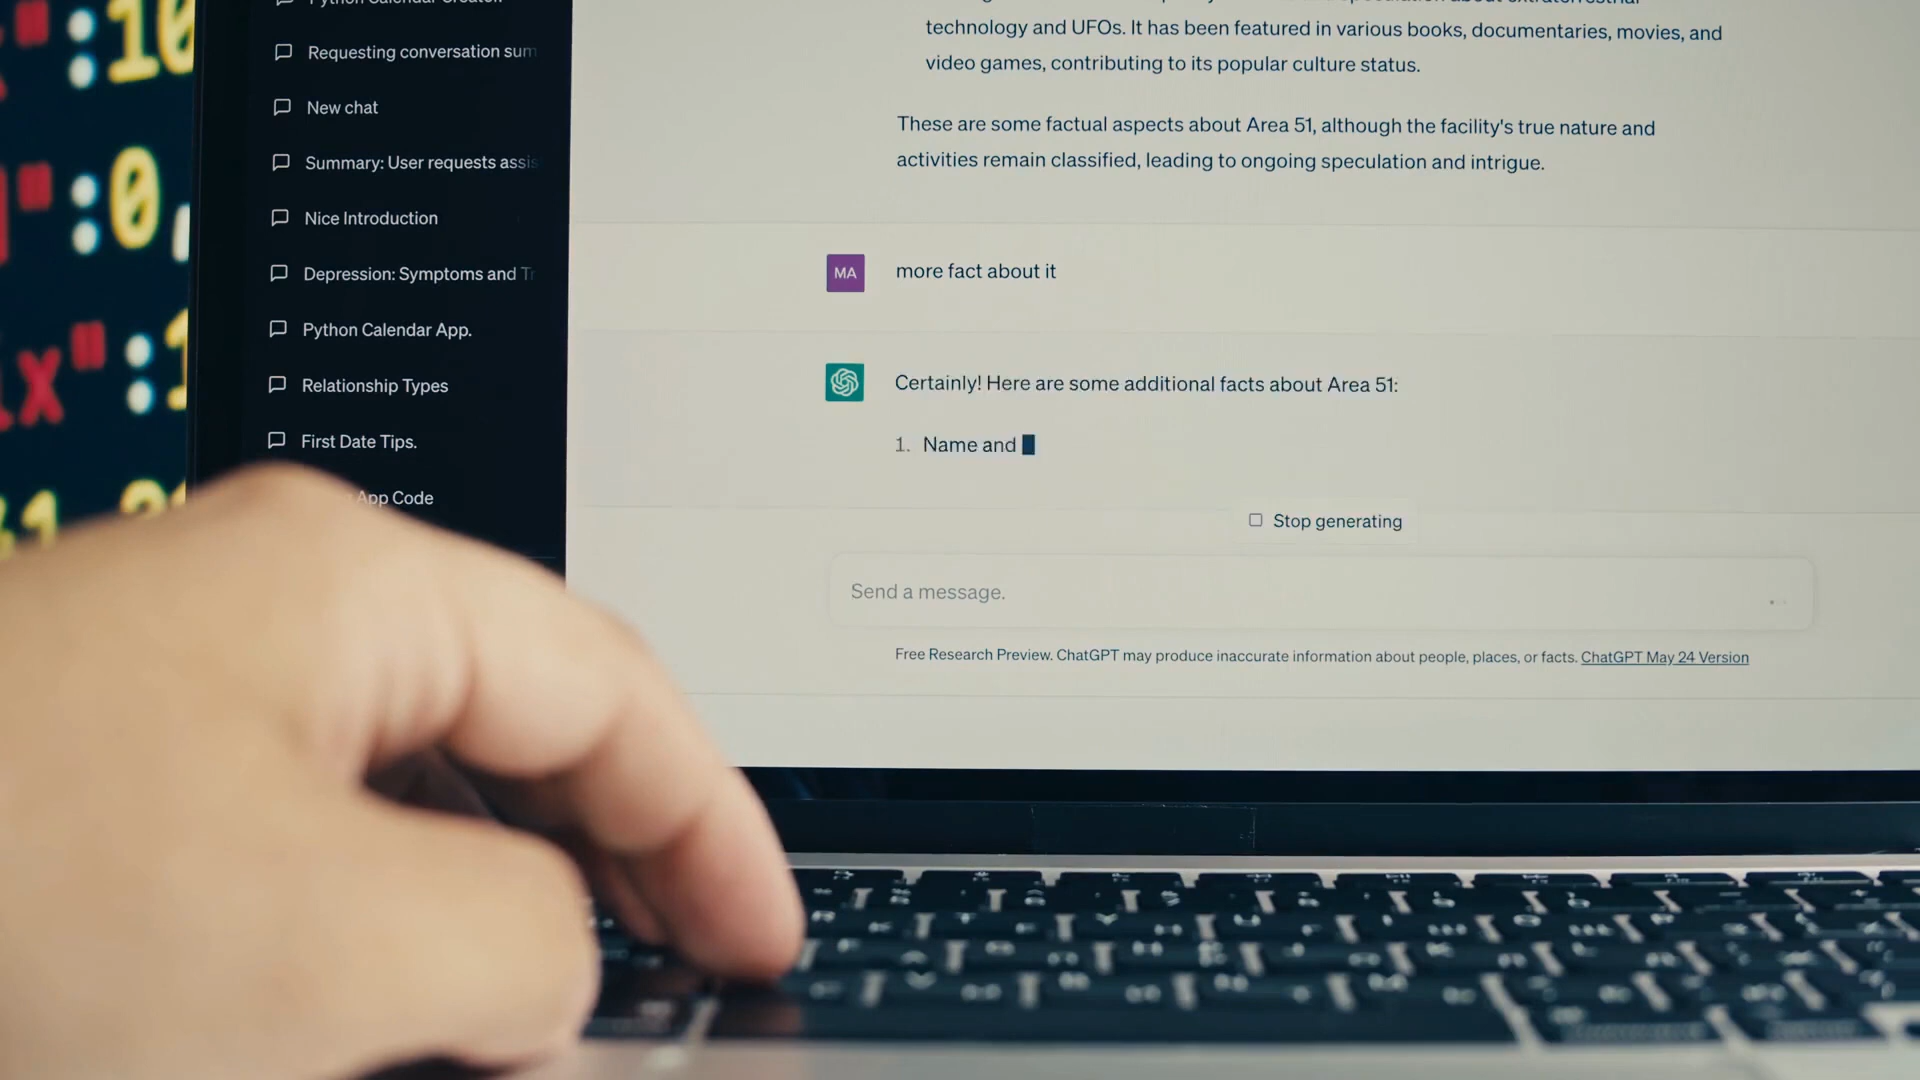 Requesting conversation sum
New chat
Summary: User requests assis
Nice Introduction
Depression: Symptoms and Tr
Python Calendar App.
Relationship Types
First Date Tips.
App Code
technology and UFOs. It has been featured in various books, documentaries, movies, and
video games, contributing to its popular culture status.
These are some factual aspects about Area 51, although the facility's true nature and
activities remain classified, leading to ongoing speculation and intrigue.
MA
more fact about it
Certainly! Here are some additional facts about Area 51:
1. Name and
Stop generating
Send a message.
Free Research Preview. ChatGPT may produce inaccurate information about people, places, or facts. ChatGPT May 24 Version